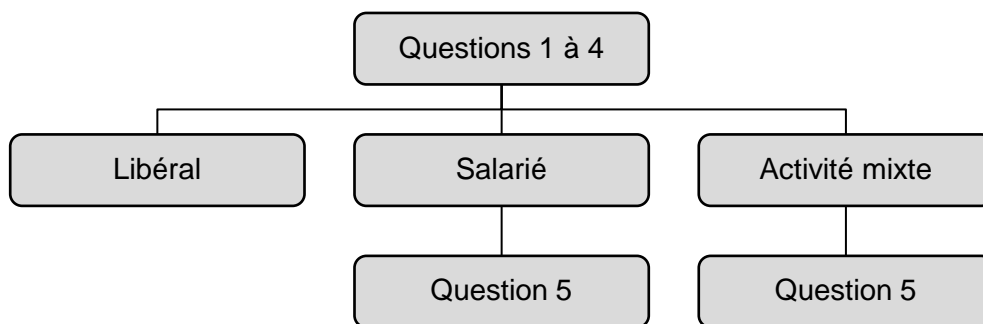 Questions 1 à 4
Libéral
Salarié
Activité mixte
Question 5
Question 5